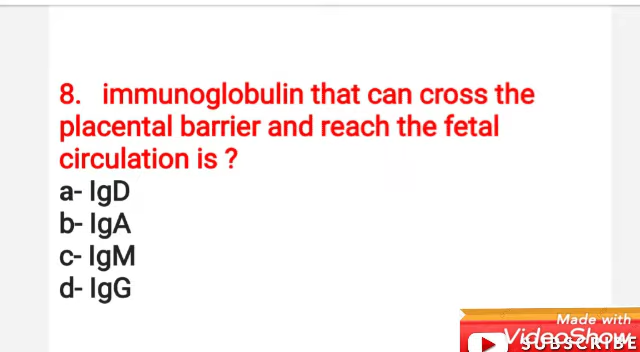 8. immunoglobulin that can cross the
placental barrier and reach the fetal
circulation is ?
a- IgD
b- IgA
c- IgM
d- IgG
Made with
VideoShow
SUBSCRIBE